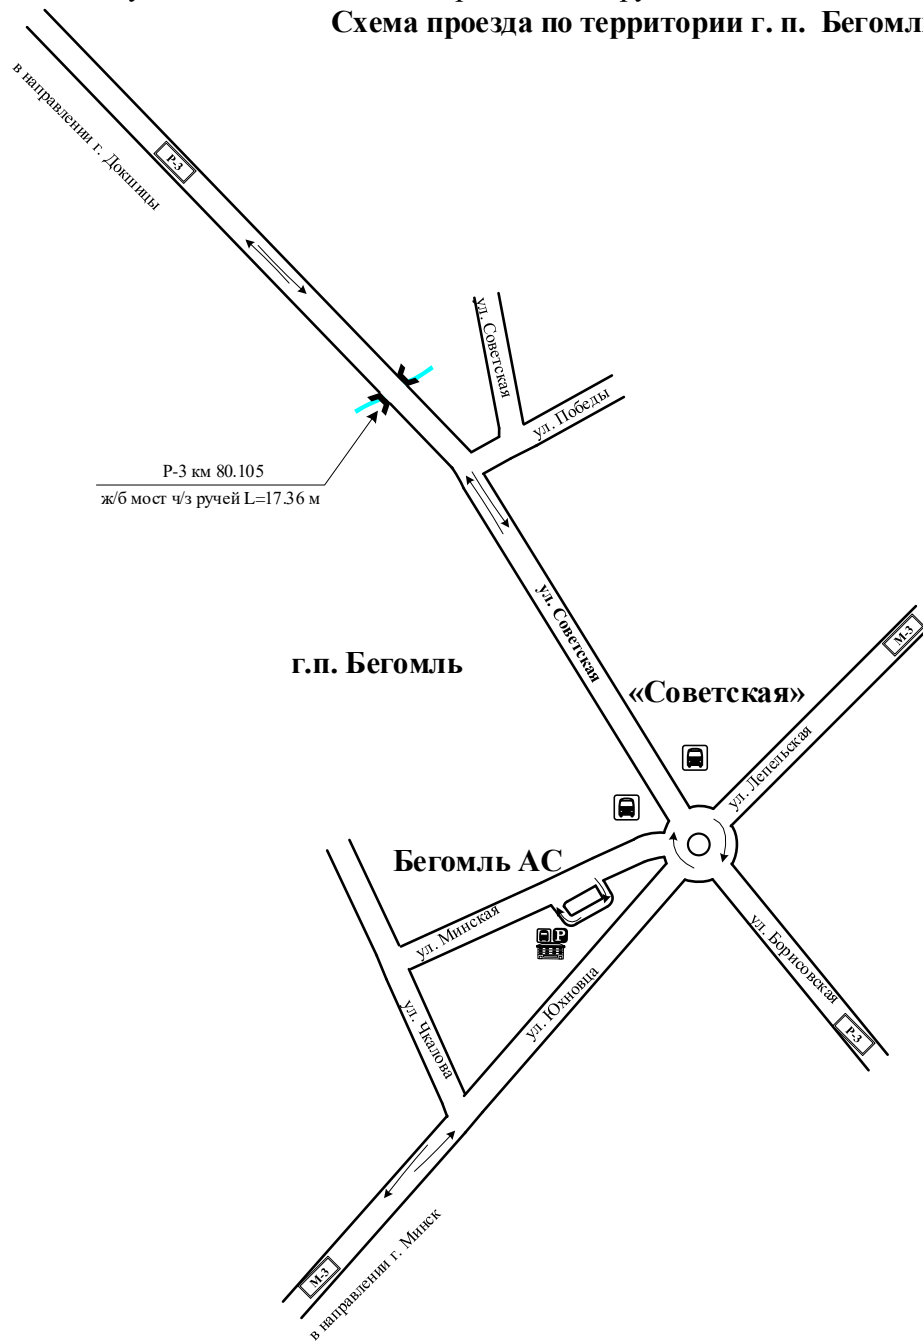 Схема проезда по территории г. п. Бегомл
в направлении г. Докшицы
Р-3
ул. Советская
ул. Победы
Р-3 км 80.105
ж/б мост ч/з ручей L=17.36 м
ул. Советская
М-3
г.п. Бегомль
«Советская»
ул. Лепельская
Бегомль АС
ул. Минская
P
ул. Борисовская
ул. Юхновца
ул. Чкалова
Р-3
М-3
в направлении г. Минск